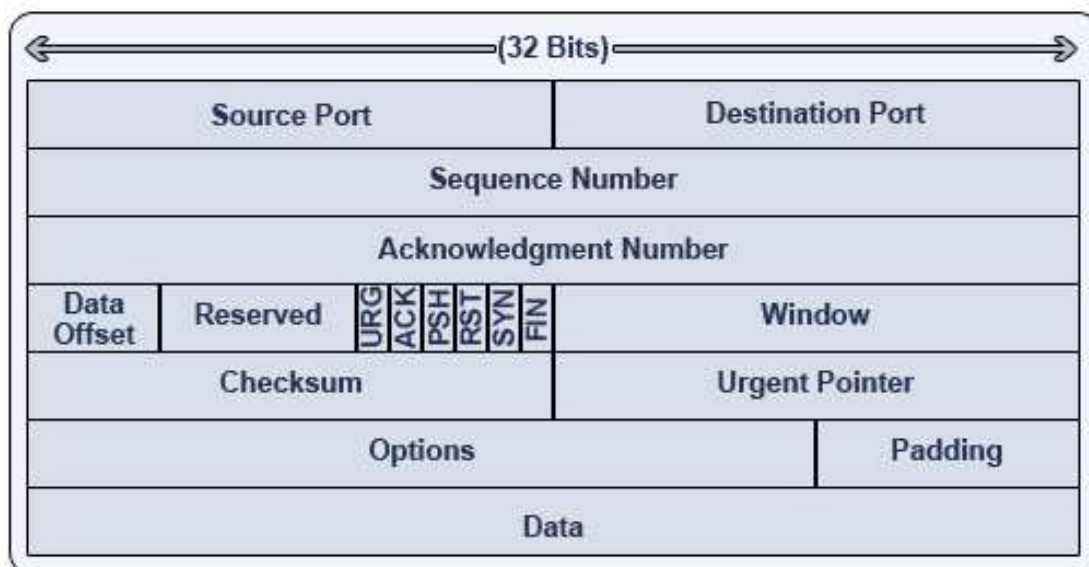 (32 Bits)
Source Port Destination Port
Sequence Number
Acknowledgment Number
Data Offset Reserved URG ACK PSH RST SYN FIN Window
Checksum Urgent Pointer
Options Padding
Data